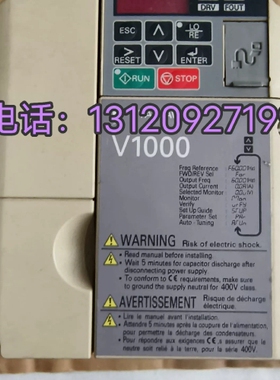 DRV FOUT
ESC
LO
RE
RESET
ENTER
RUN
STOP
电话：1312092719
V1000
Freq Reference
FWD/REV Sel
Output Freq
Output Current
Selected Monitor
Monitor
Verify
Set Up Guide
Parameter Set
Auto-Tuning
WARNING
Risk of electric shock.
Read manual before installing.
Wait 5 minutes for capacitor discharge after
disconnecting power supply
To conform to CE requirements, make sure
to ground the supply neutral for 400V class.
AVERTISSEMENT
Risque de décharge
électrique.
Lire le manuel avant l'installation.
Attendre 5 minutes après la coupure de l'alimentation,
pour permettre la décharge des condensateurs.
Pour répondre aux exigences CE, s'assurer que le
neutre soit relié à la terre, pour la série 400V.